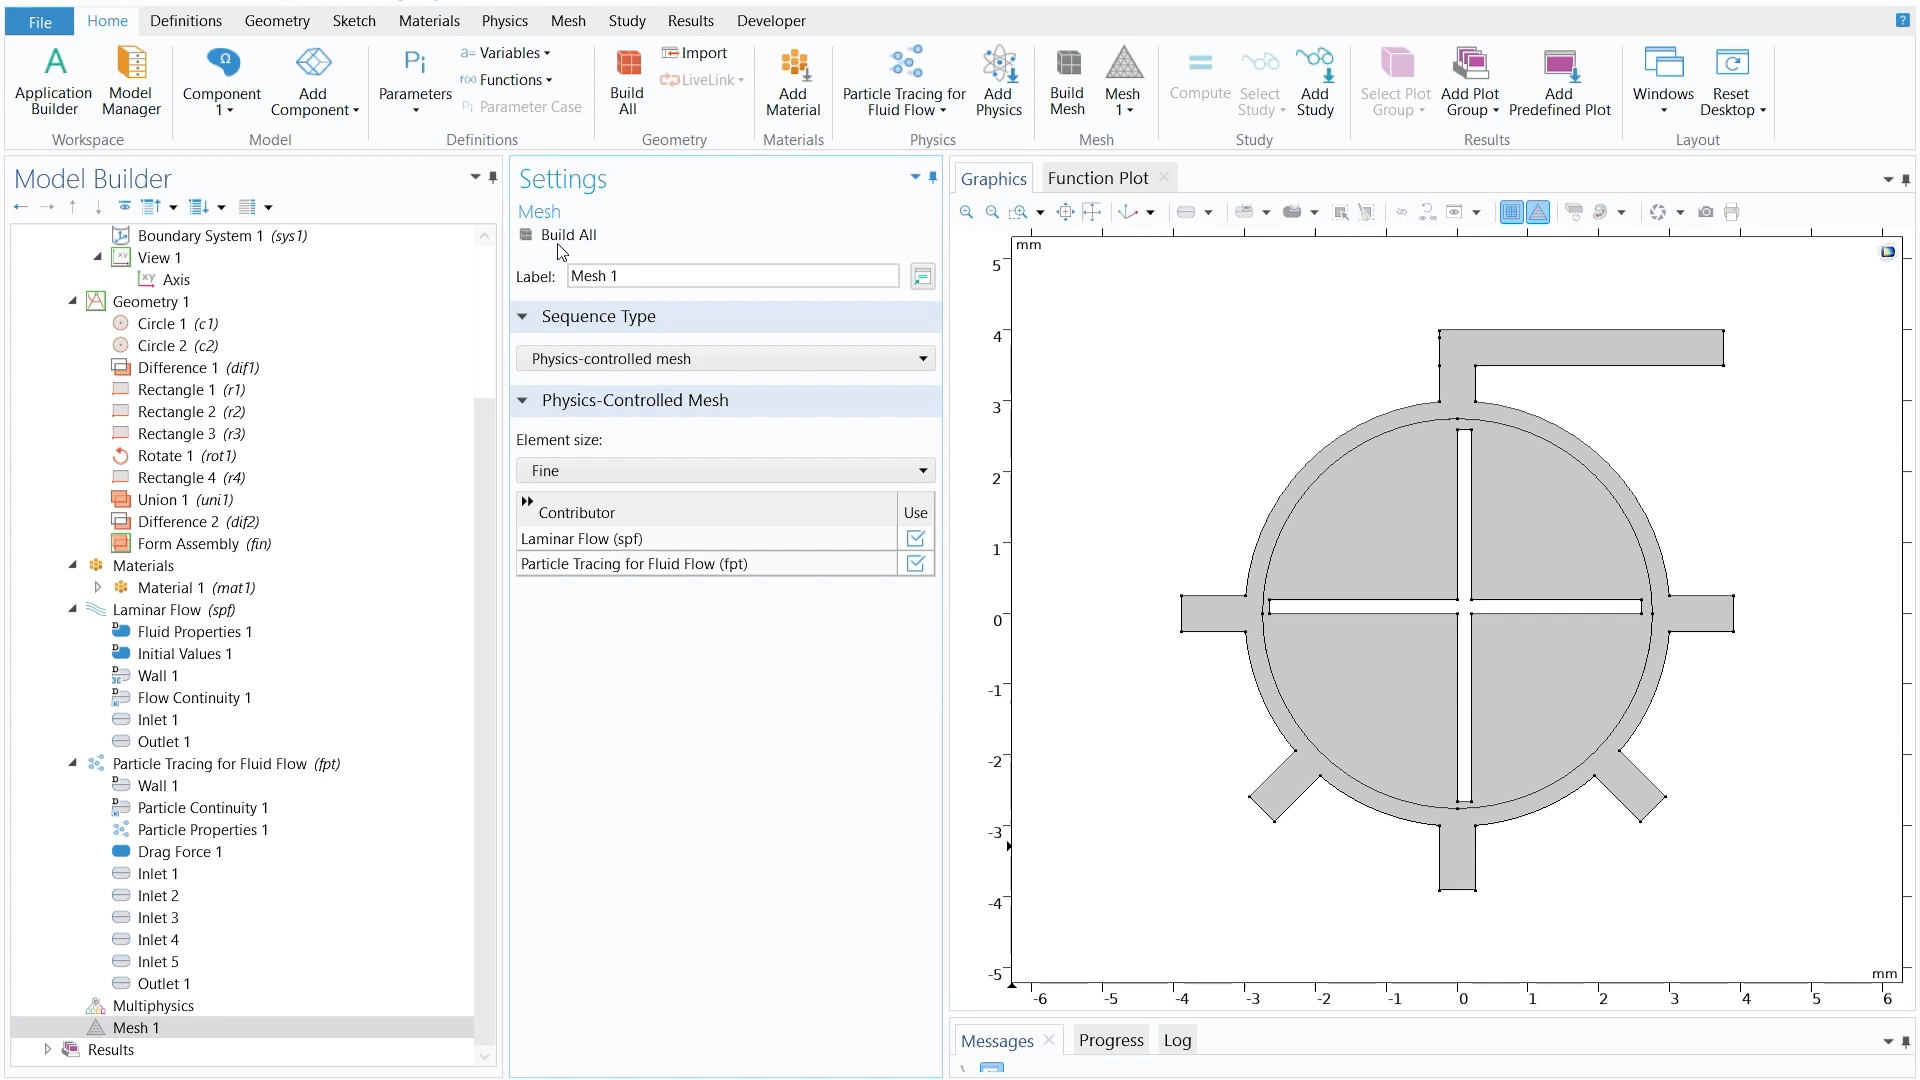 File Home Definitions Geometry Sketch Materials Physics Mesh Study Results Developer ?
Application Builder
Model Manager
Workspace
Component 1
Add Component
Model
Pi
Parameters
a= Variables
f(x) Functions
Pi Parameter Case
Definitions
Build All
Import
LiveLink
Geometry
Add Material
Materials
Particle Tracing for Fluid Flow
Add Physics
Physics
Build Mesh
Mesh 1
Mesh
Compute
Select Study
Add Study
Study
Select Plot Group
Add Plot Group
Add Predefined Plot
Results
Windows
Reset Desktop
Layout
Model Builder
Boundary System 1 (sys1)
View 1
Axis
Geometry 1
Circle 1 (c1)
Circle 2 (c2)
Difference 1 (dif1)
Rectangle 1 (r1)
Rectangle 2 (r2)
Rectangle 3 (r3)
Rotate 1 (rot1)
Rectangle 4 (r4)
Union 1 (uni1)
Difference 2 (dif2)
Form Assembly (fin)
Materials
Material 1 (mat1)
Laminar Flow (spf)
Fluid Properties 1
Initial Values 1
Wall 1
Flow Continuity 1
Inlet 1
Outlet 1
Particle Tracing for Fluid Flow (fpt)
Wall 1
Particle Continuity 1
Particle Properties 1
Drag Force 1
Inlet 1
Inlet 2
Inlet 3
Inlet 4
Inlet 5
Outlet 1
Multiphysics
Mesh 1
Results
Settings
Mesh
Build All
Label: Mesh 1
Sequence Type
Physics-controlled mesh
Physics-Controlled Mesh
Element size:
Fine
Contributor Use
Laminar Flow (spf)
Particle Tracing for Fluid Flow (fpt)
Graphics Function Plot
mm
5
4
3
2
1
0
-1
-2
-3
-4
-5
mm
-6 -5 -4 -3 -2 -1 0 1 2 3 4 5 6
Messages Progress Log